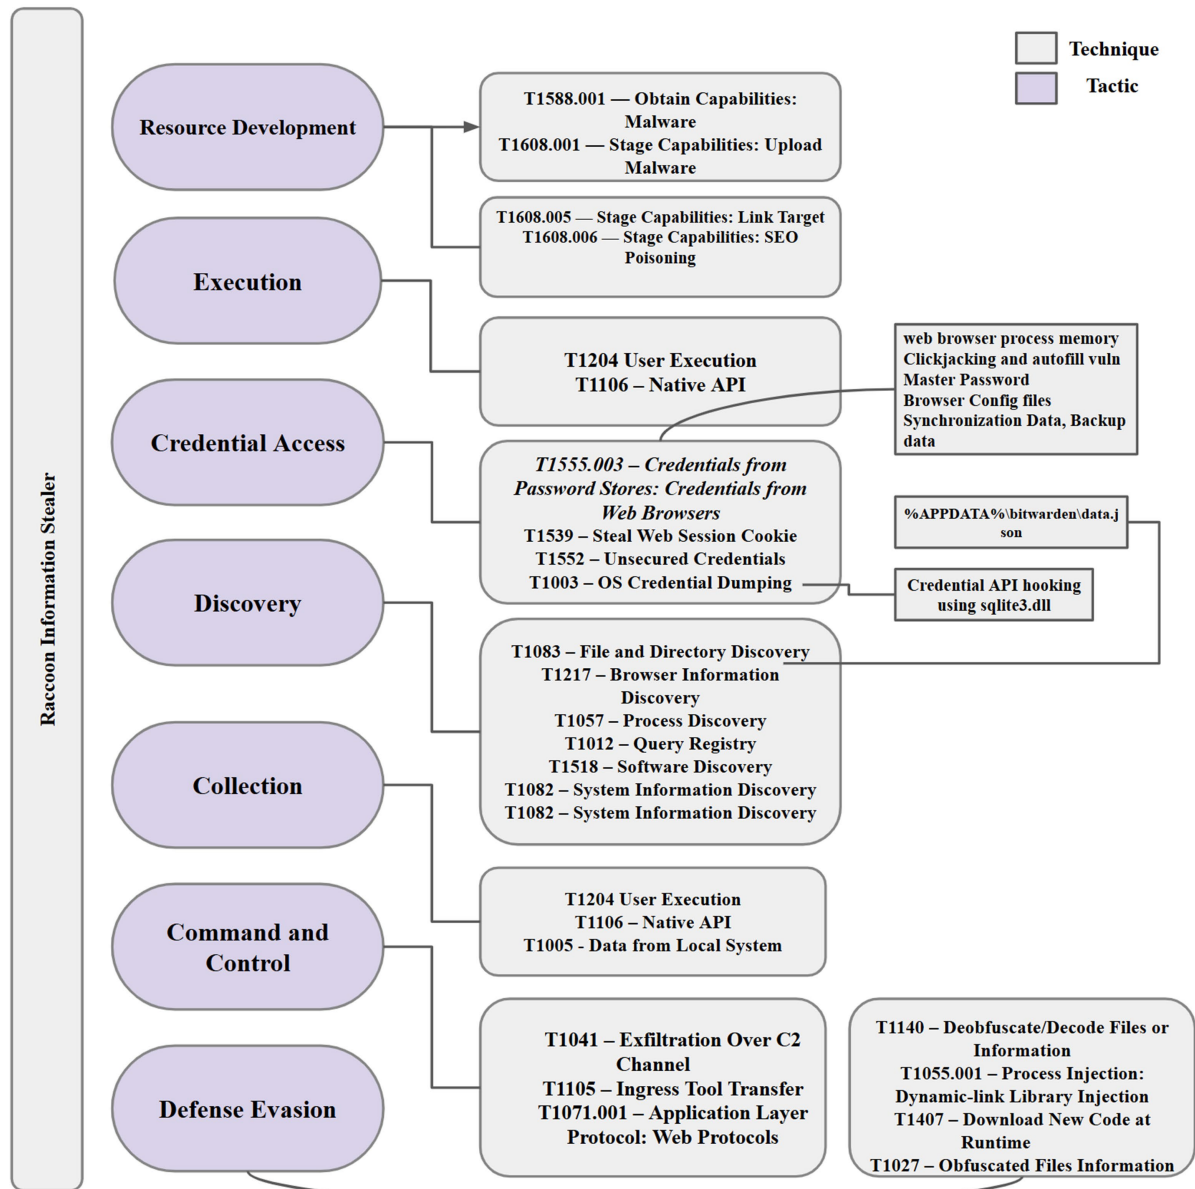 Technique
Tactic
Raccoon Information Stealer
Resource Development
T1588.001 — Obtain Capabilities:
Malware
T1608.001 — Stage Capabilities: Upload
Malware
T1608.005 — Stage Capabilities: Link Target
T1608.006 — Stage Capabilities: SEO
Poisoning
Execution
T1204 User Execution
T1106 – Native API
web browser process memory
Clickjacking and autofill vuln
Master Password
Browser Config files
Synchronization Data, Backup
data
Credential Access
T1555.003 – Credentials from
Password Stores: Credentials from
Web Browsers
T1539 – Steal Web Session Cookie
T1552 – Unsecured Credentials
T1003 – OS Credential Dumping
%APPDATA%\bitwarden\data.j
son
Credential API hooking
using sqlite3.dll
Discovery
T1083 – File and Directory Discovery
T1217 – Browser Information
Discovery
T1057 – Process Discovery
T1012 – Query Registry
T1518 – Software Discovery
T1082 – System Information Discovery
T1082 – System Information Discovery
Collection
T1204 User Execution
T1106 – Native API
T1005 - Data from Local System
Command and
Control
T1041 – Exfiltration Over C2
Channel
T1105 – Ingress Tool Transfer
T1071.001 – Application Layer
Protocol: Web Protocols
Defense Evasion
T1140 – Deobfuscate/Decode Files or
Information
T1055.001 – Process Injection:
Dynamic-link Library Injection
T1407 – Download New Code at
Runtime
T1027 – Obfuscated Files Information